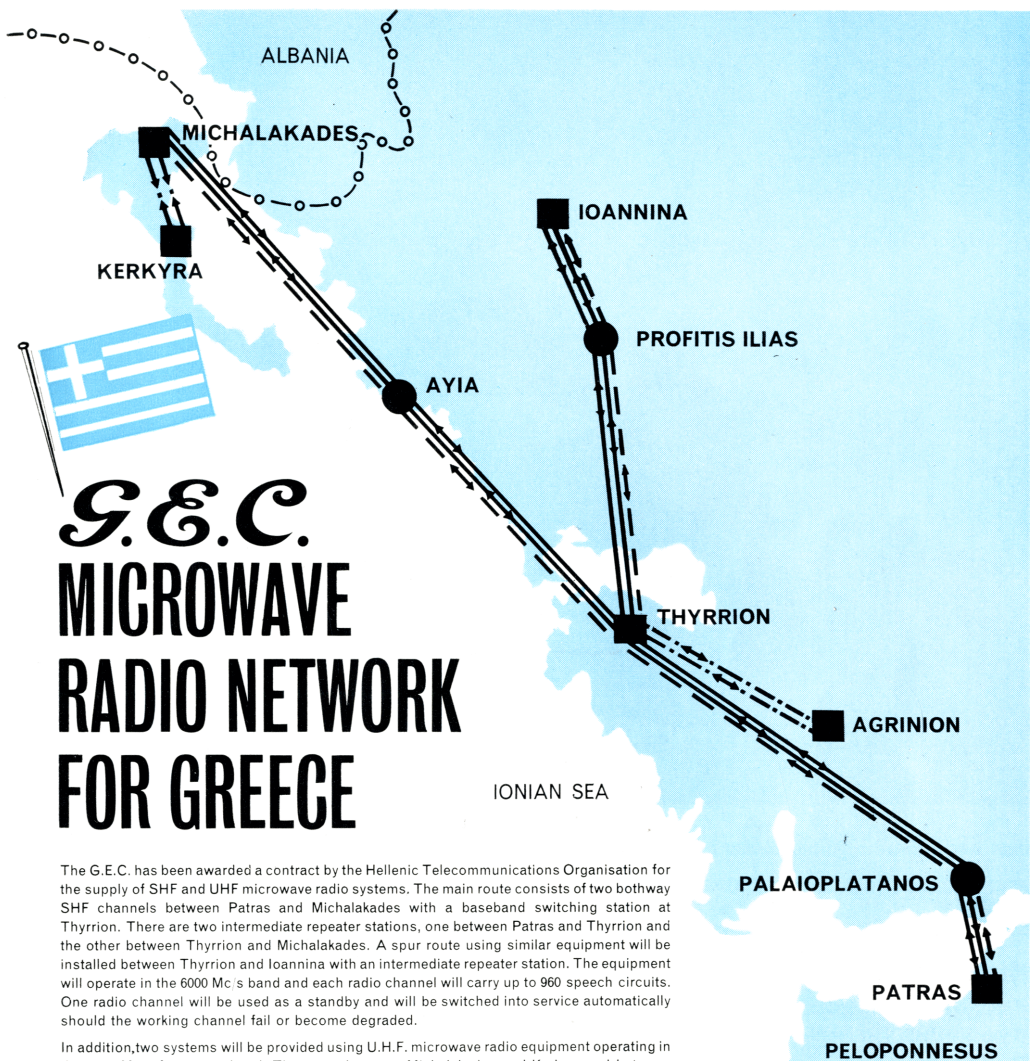 ALBANIA
MICHALAKADES
IOANNINA
KERKYRA
PROFITIS ILIAS
AYIA
G.E.C.
MICROWAVE
RADIO NETWORK
FOR GREECE
THYRRION
AGRINION
IONIAN SEA
PALAIOPLATANOS
PATRAS
PELOPONNESUS
The G.E.C. has been awarded a contract by the Hellenic Telecommunications Organisation for
the supply of SHF and UHF microwave radio systems. The main route consists of two bothway
SHF channels between Patras and Michalakades with a baseband switching station at
Thyrrion. There are two intermediate repeater stations, one between Patras and Thyrrion and
the other between Thyrrion and Michalakades. A spur route using similar equipment will be
installed between Thyrrion and Ioannina with an intermediate repeater station. The equipment
will operate in the 6000 Mc/s band and each radio channel will carry up to 960 speech circuits.
One radio channel will be used as a standby and will be switched into service automatically
should the working channel fail or become degraded.
In addition,two systems will be provided using U.H.F. microwave radio equipment operating in